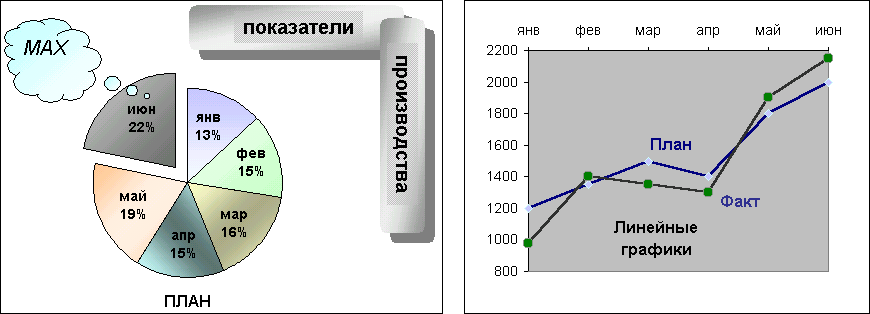 показатели
производства
MAX
июн
22%
янв
13%
фев
15%
мар
16%
апр
15%
май
19%
ПЛАН
янв фев мар апр май июн
2200
2000
1800
1600
1400
1200
1000
800
План
Факт
Линейные
графики